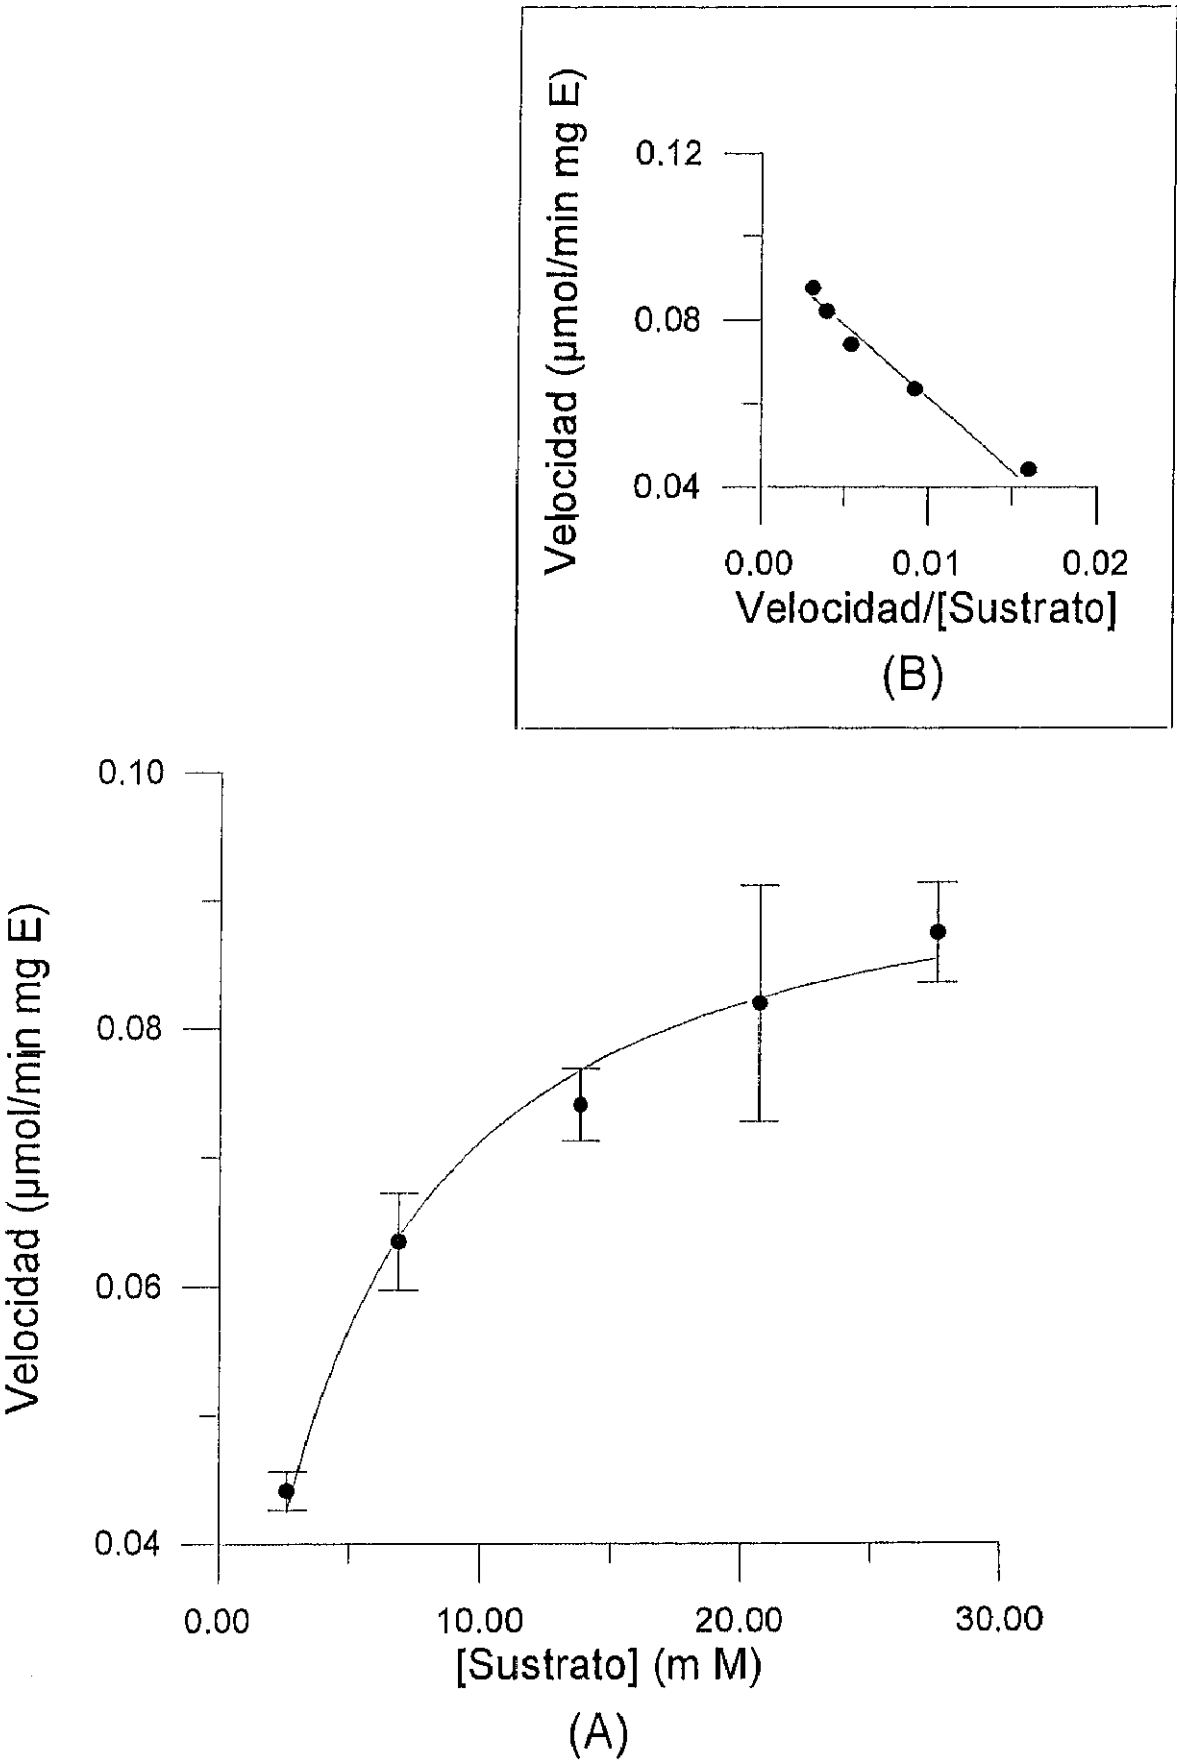 Velocidad (µmol/min mg E)
0.12
0.08
0.04
0.00 0.01 0.02
Velocidad/[Sustrato]
(B)
Velocidad (µmol/min mg E)
0.10
0.08
0.06
0.04
0.00 10.00 20.00 30.00
[Sustrato] (m M)
(A)